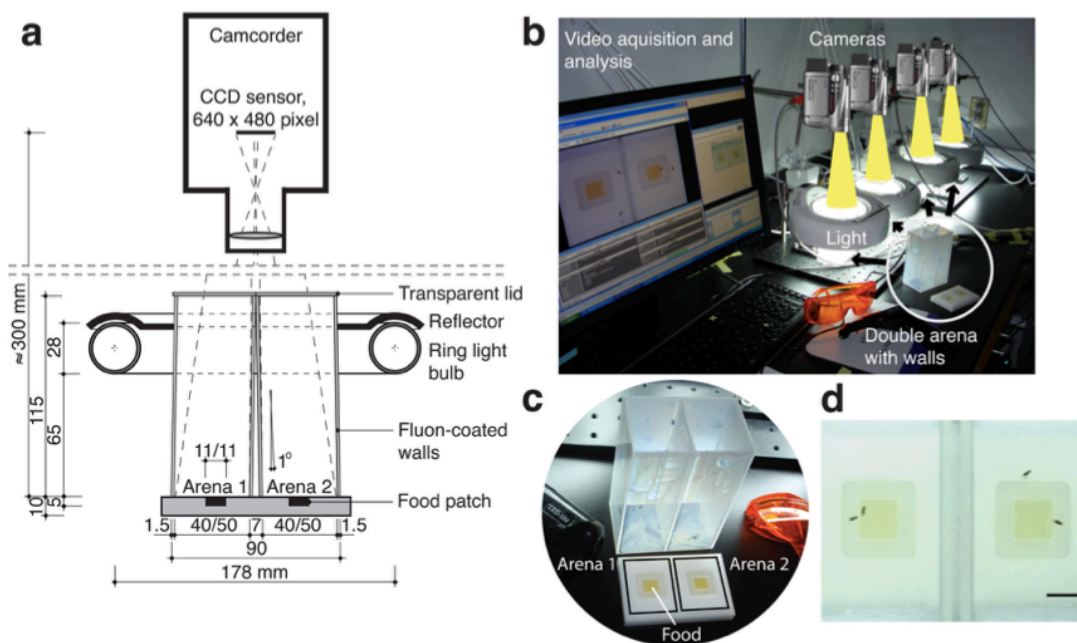 a
Camcorder
CCD sensor,
640 x 480 pixel
≈300 mm
115
28
65
10
5
Transparent lid
Reflector
Ring light
bulb
Fluon-coated
walls
Food patch
11/11
1°
Arena 1
Arena 2
1.5
40/50
7
40/50
1.5
90
178 mm
b
Video aquisition and
analysis
Cameras
Light
Double arena
with walls
c
Arena 1
Arena 2
Food
d